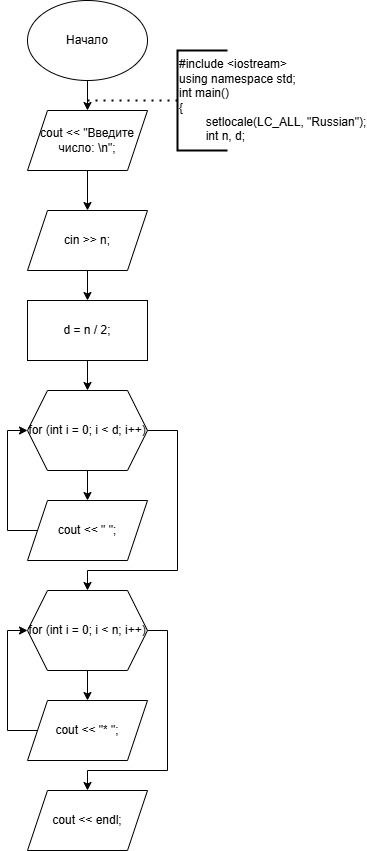 Начало
#include <iostream>
using namespace std;
int main()
{
setlocale(LC_ALL, "Russian");
int n, d;
cout << "Введите
число: \n";
cin >> n;
d = n / 2;
for (int i = 0; i < d; i++)
cout << " ";
for (int i = 0; i < n; i++)
cout << "* ";
cout << endl;